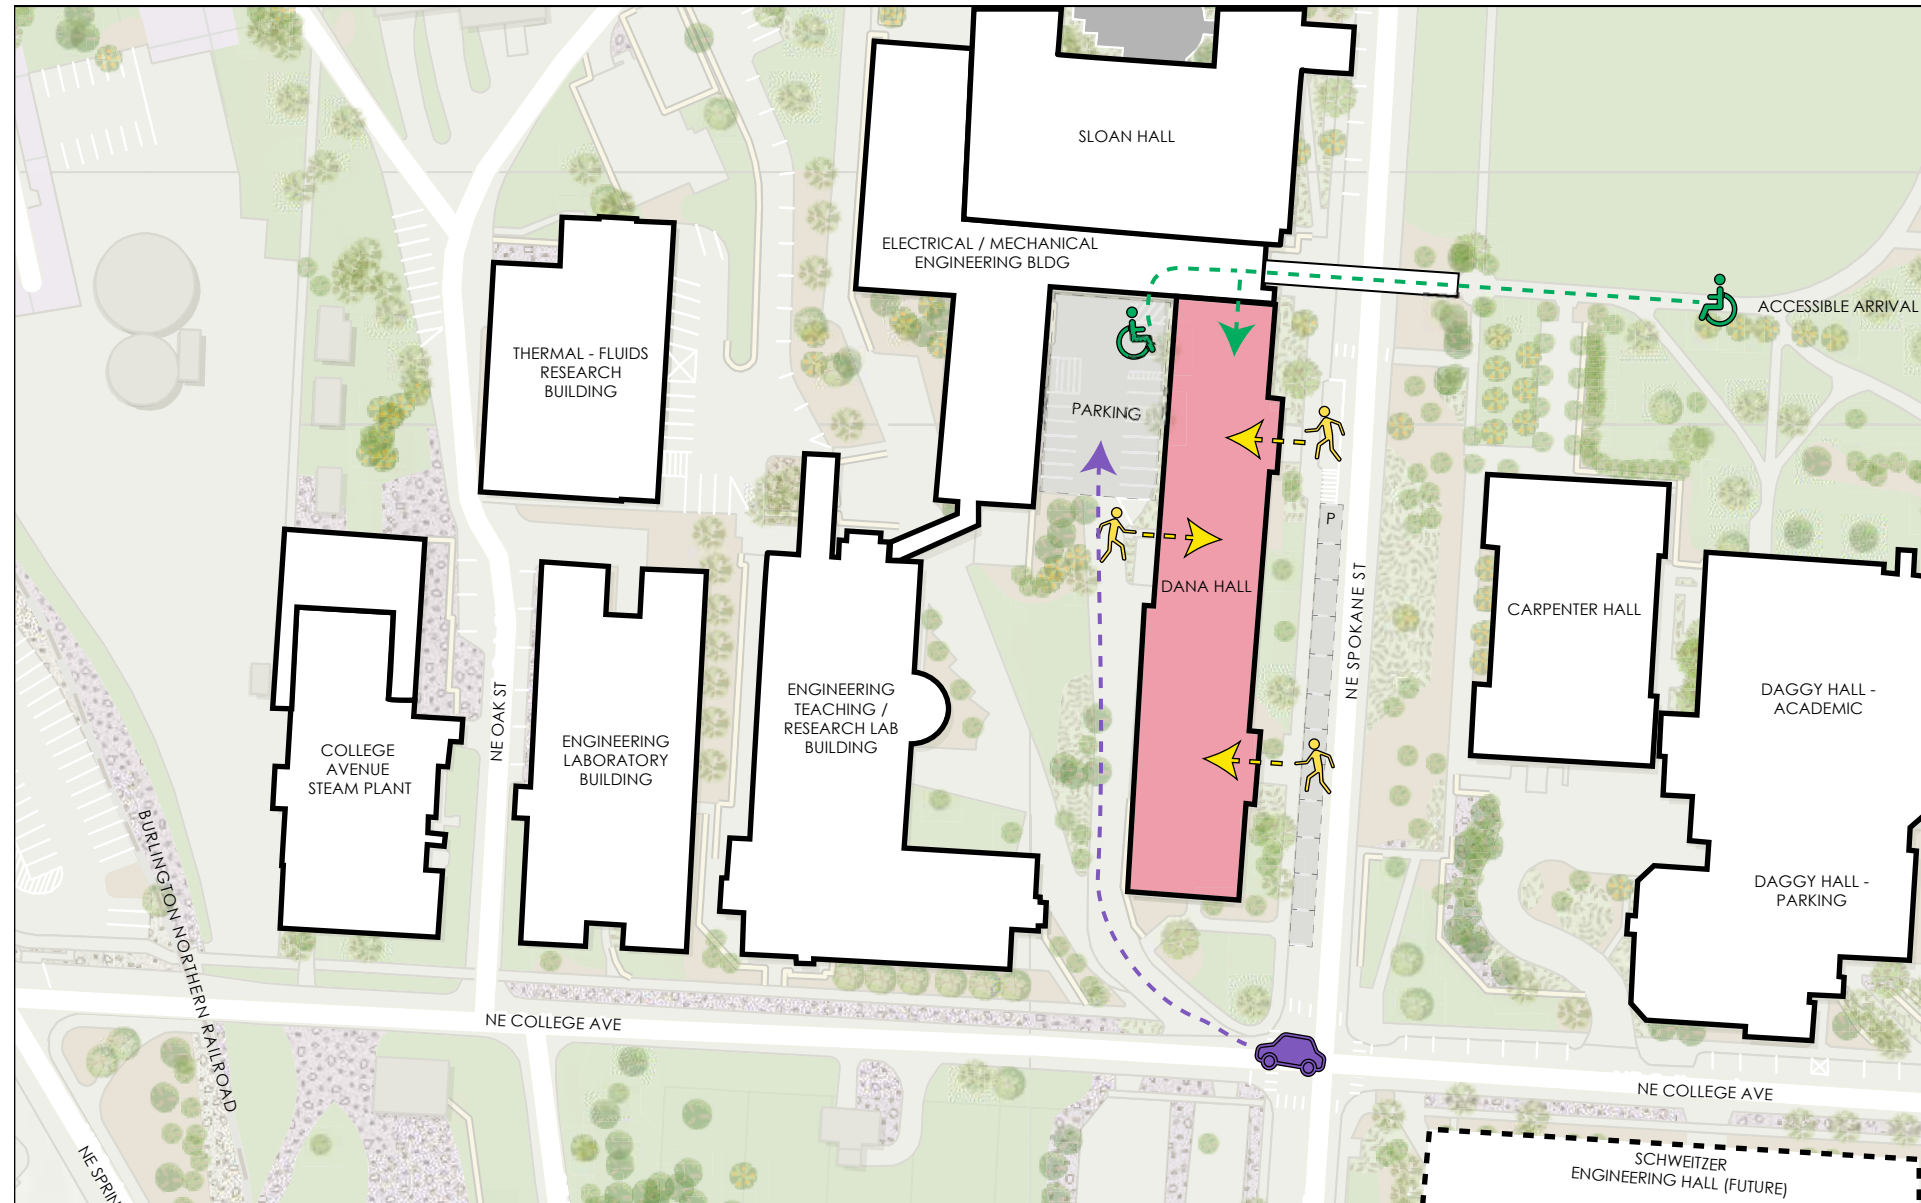 SLOAN HALL
ELECTRICAL / MECHANICAL
ENGINEERING BLDG
ACCESSIBLE ARRIVAL
THERMAL - FLUIDS
RESEARCH
BUILDING
PARKING
P
DANA HALL
NE SPOKANE ST
CARPENTER HALL
DAGGY HALL -
ACADEMIC
NE OAK ST
ENGINEERING
TEACHING /
RESEARCH LAB
BUILDING
ENGINEERING
LABORATORY
BUILDING
COLLEGE
AVENUE
STEAM PLANT
DAGGY HALL -
PARKING
BURLINGTON NORTHERN RAILROAD
NE COLLEGE AVE
NE COLLEGE AVE
NE SPRIN
SCHWEITZER
ENGINEERING HALL (FUTURE)